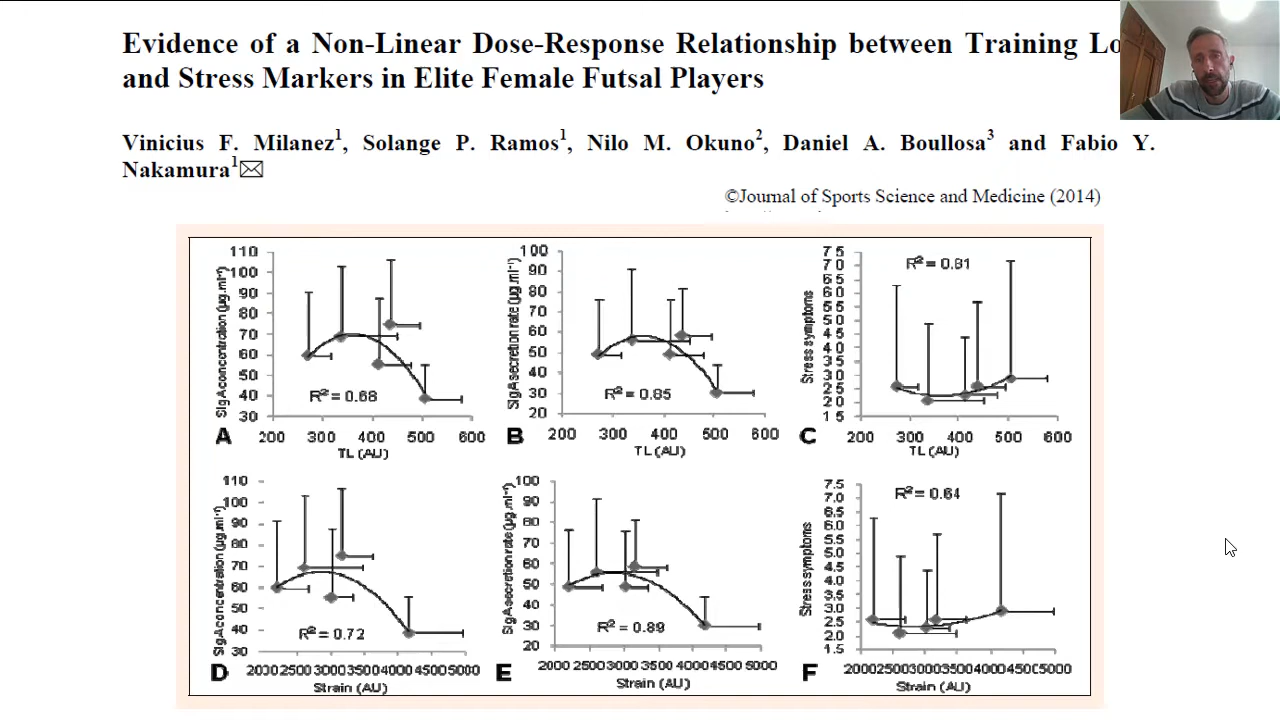 Evidence of a Non-Linear Dose-Response Relationship between Training
and Stress Markers in Elite Female Futsal Players
Vinicius F. Milanez1, Solange P. Ramos1, Nilo M. Okuno2, Daniel A. Boullosa3 and Fabio Y.
Nakamura1
©Journal of Sports Science and Medicine (2014)
SIgA concentration (µg.ml-1)
110
100
90
80
70
60
50
40
30
R2 = 0.68
A
200 300 400 500 600
TL (AU)
SIgA secretion rate (µg.ml-1)
100
90
80
70
60
50
40
30
20
R2 = 0.85
B
200 300 400 500 600
TL (AU)
Stress symptoms
7.5
7.0
6.5
6.0
5.5
5.0
4.5
4.0
3.5
3.0
2.5
2.0
1.5
R2 = 0.81
C
200 300 400 500 600
TL (AU)
SIgA concentration (µg.ml-1)
110
100
90
80
70
60
50
40
30
R2 = 0.72
D
2000 2500 3000 3500 4000 4500 5000
Strain (AU)
SIgA secretion rate (µg.ml-1)
100
90
80
70
60
50
40
30
20
R2 = 0.89
E
2000 2500 3000 3500 4000 4500 5000
Strain (AU)
Stress symptoms
7.5
7.0
6.5
6.0
5.5
5.0
4.5
4.0
3.5
3.0
2.5
2.0
1.5
R2 = 0.64
F
2000 2500 3000 3500 4000 4500 5000
Strain (AU)